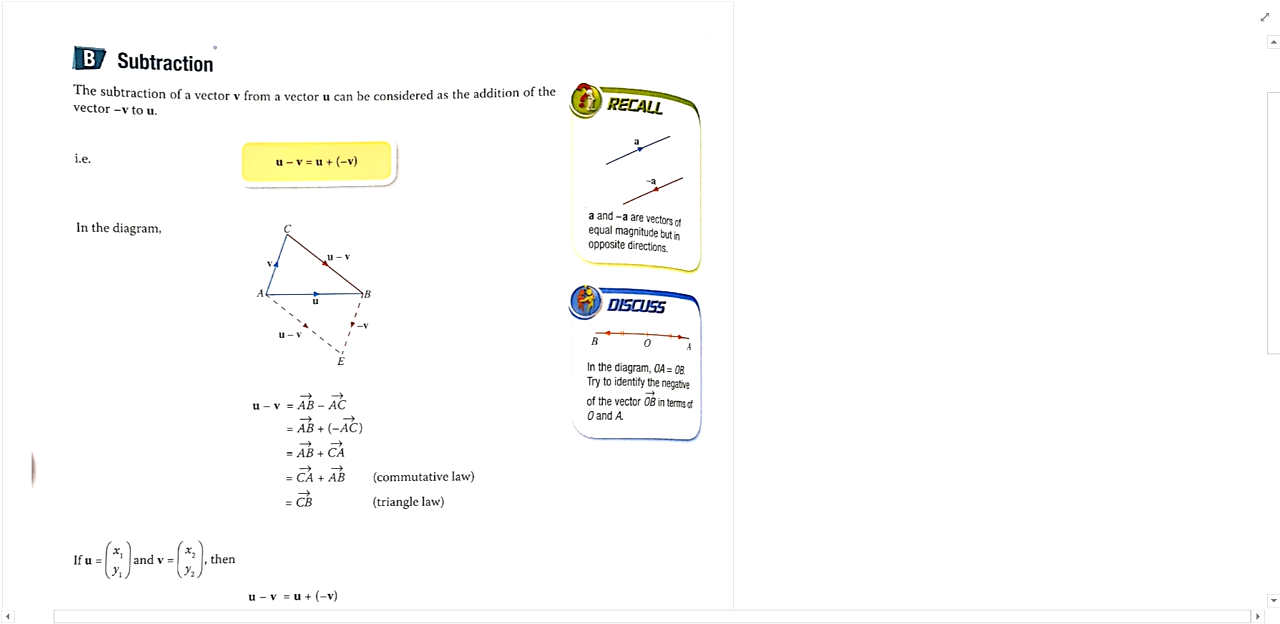 B Subtraction
The subtraction of a vector v from a vector u can be considered as the addition of the
vector –v to u.
i.e.
u – v = u + (–v)
In the diagram,
C
v
u – v
A
u
B
u – v
–v
E
u – v = AB – AC
= AB + (–AC)
= AB + CA
= CA + AB (commutative law)
= CB (triangle law)
If u = (x₁ y₁) and v = (x₂ y₂), then
u – v = u + (–v)
RECALL
a
–a
a and –a are vectors of
equal magnitude but in
opposite directions.
DISCUSS
B O A
In the diagram, OA = OB.
Try to identify the negative
of the vector OB in terms of
O and A.